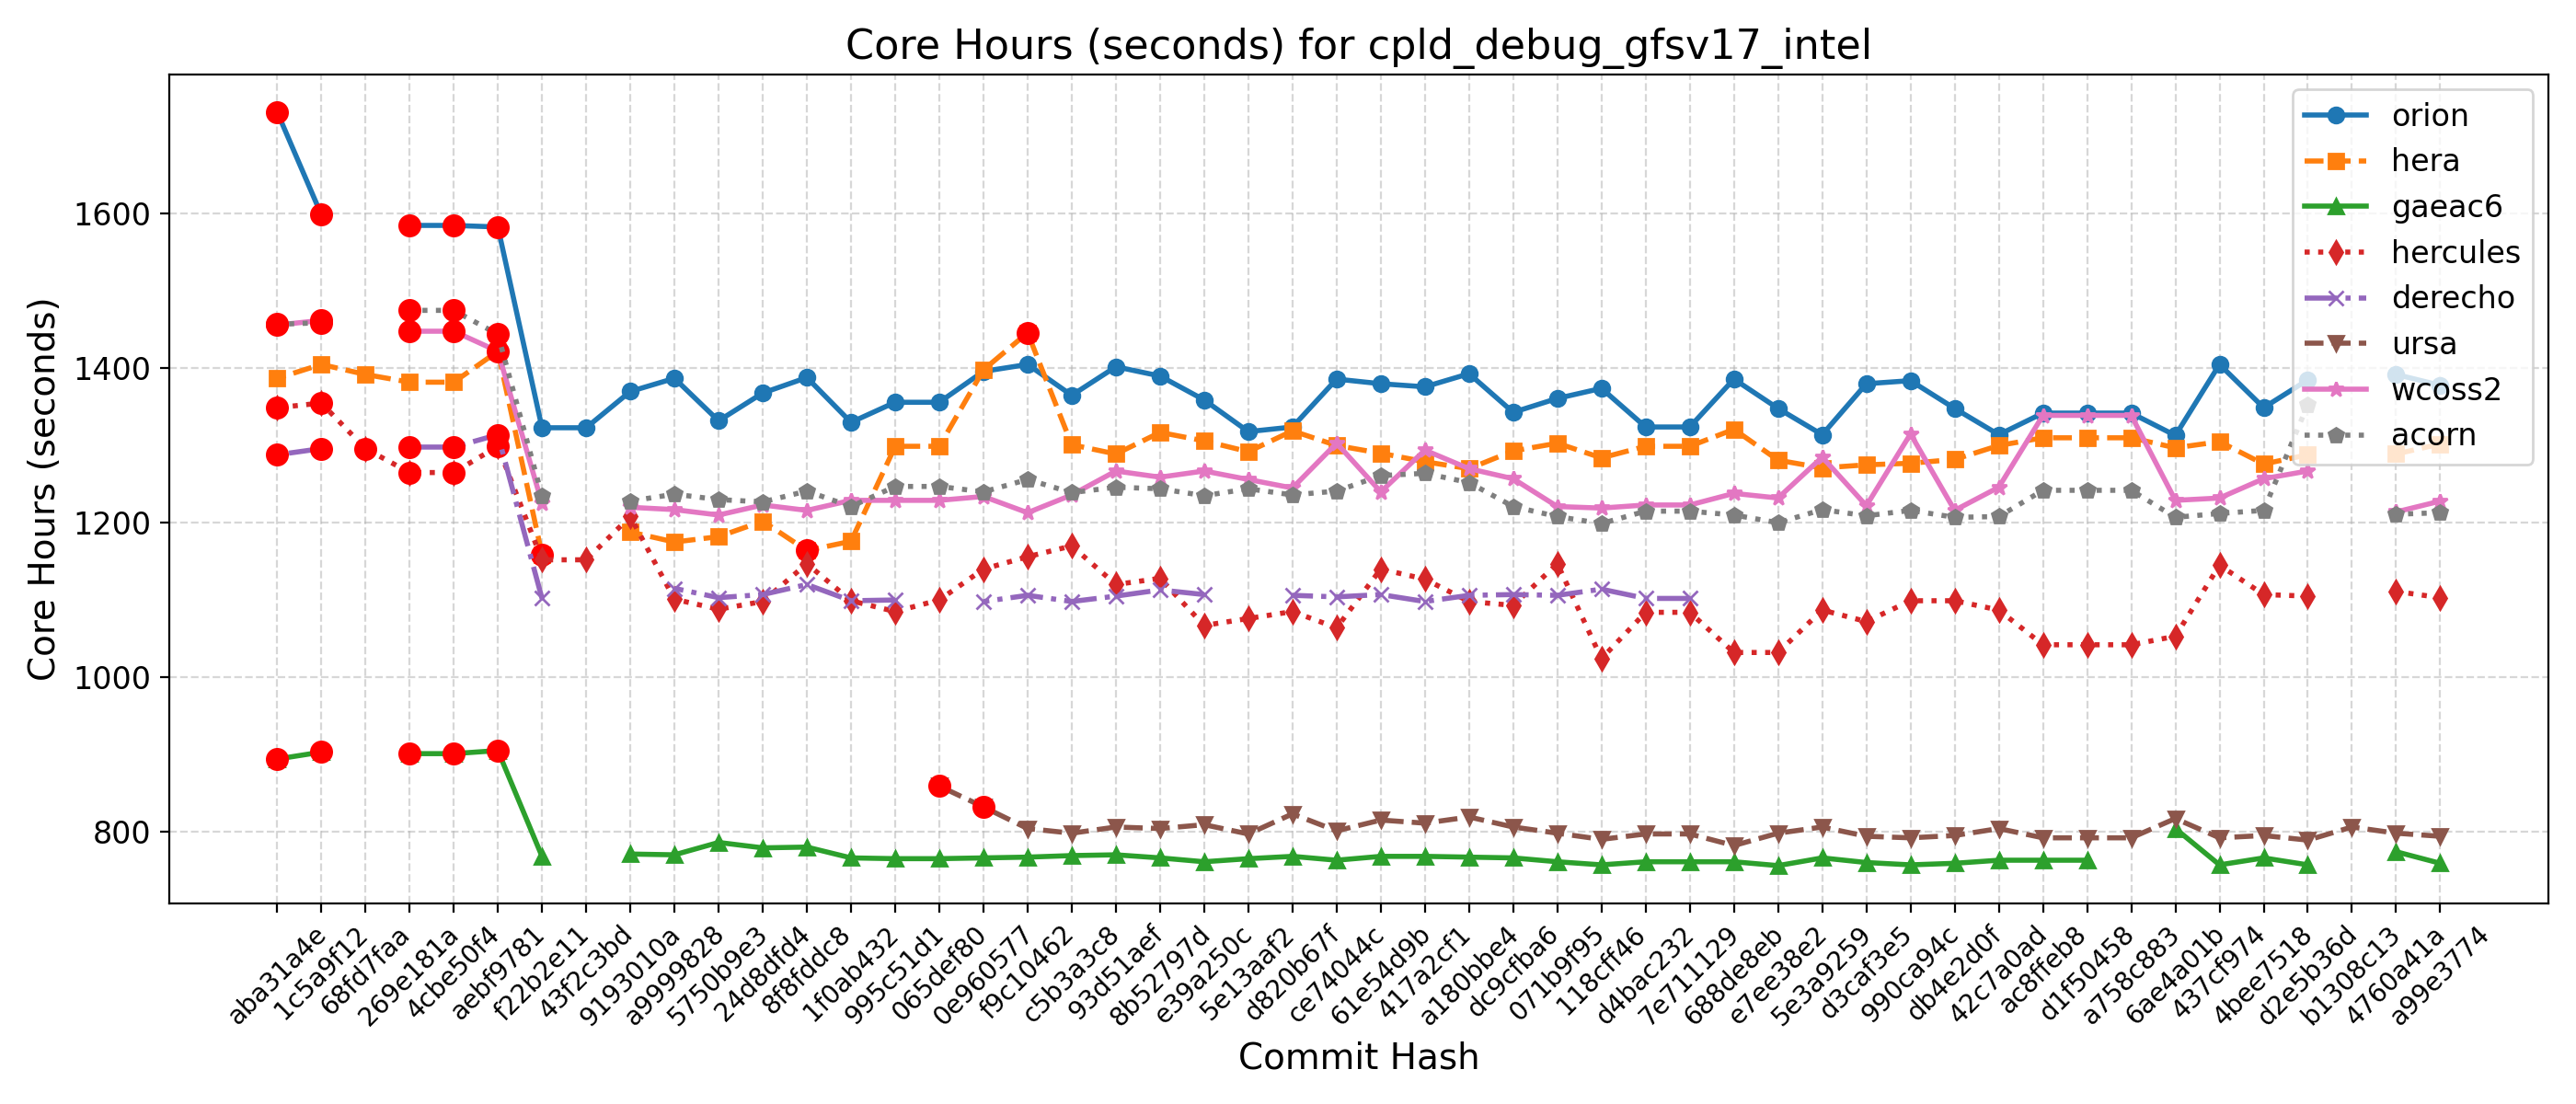 Core Hours (seconds) for cpld_debug_gfsv17_intel
Core Hours (seconds)
1600
1400
1200
1000
800
orion
hera
gaeac6
hercules
derecho
ursa
wcoss2
acorn
aba31a4e
1c5a9f12
68fd7faa
269e181a
4cbe50f4
aebf9781
f22b2e11
43f2c3bd
9193010a
a9999828
5750b9e3
24d8dfd4
8f8fddc8
1f0ab432
995c51d1
065def80
0e960577
f9c10462
c5b3a3c8
93d51aef
8b52797d
e39a250c
5e13aaf2
d820b67f
ce74044c
61e54d9b
417a2cf1
a180bbe4
dc9cfba6
071b9f95
118cff46
d4bac232
7e711129
688de8eb
e7ee38e2
5e3a9259
d3caf3e5
990ca94c
db4e2d0f
42c7a0ad
ac8ffeb8
d1f50458
a758c883
6ae4a01b
437cf974
4bee7518
d2e5b36d
b1308c13
4760a41a
a99e3774
Commit Hash